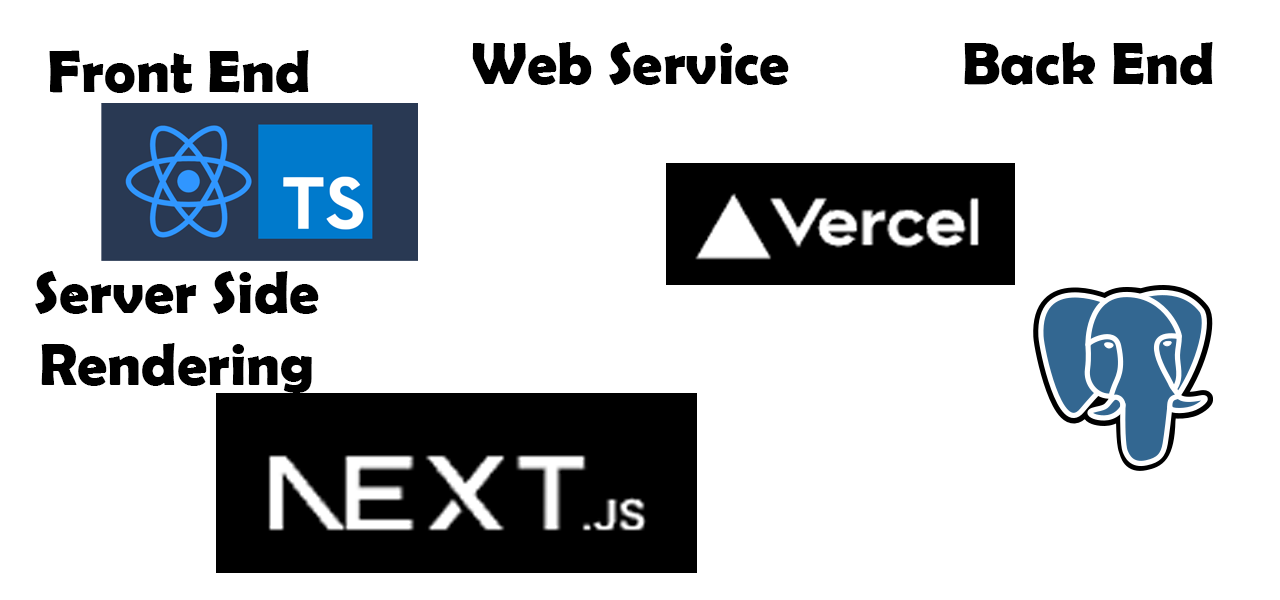 Front End
Web Service
Back End
TS
Vercel
Server Side
Rendering
NEXT.JS